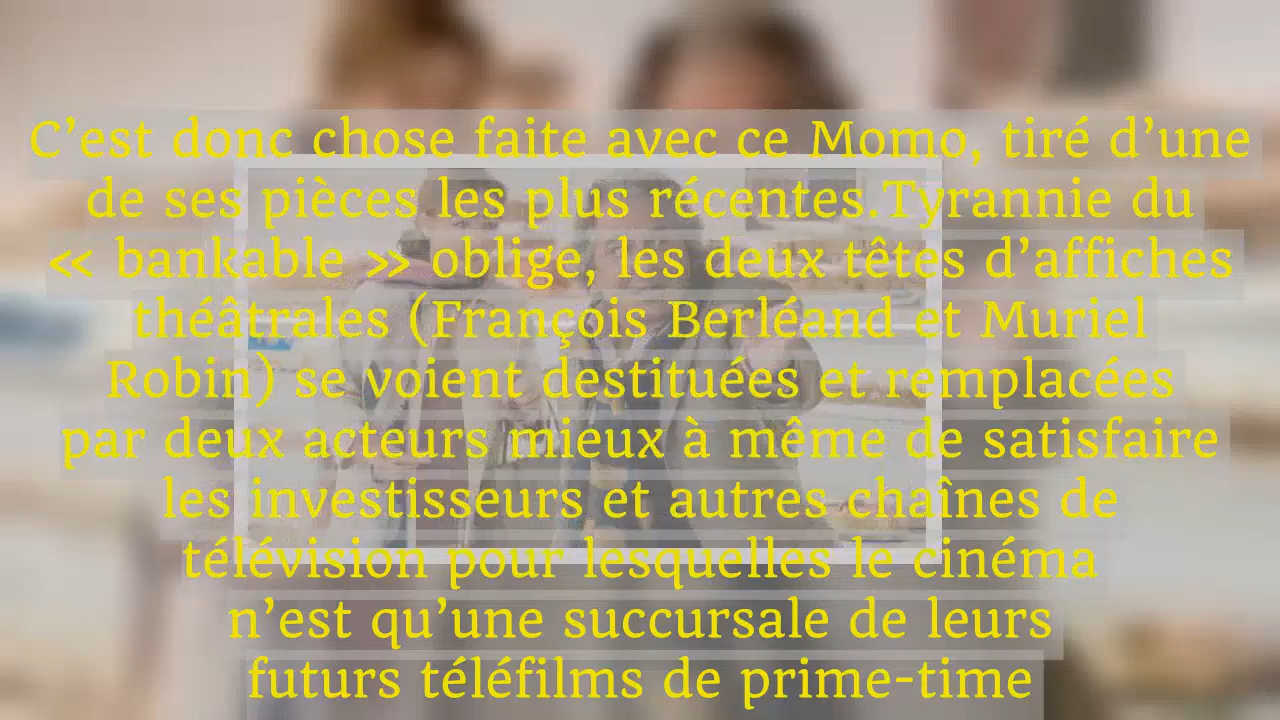 C’est donc chose faite avec ce Momo, tiré d’une
de ses pièces les plus récentes.Tyrannie du
« bankable » oblige, les deux têtes d’affiches
théâtrales (François Berléand et Muriel
Robin) se voient destituées et remplacées
par deux acteurs mieux à même de satisfaire
les investisseurs et autres chaînes de
télévision pour lesquelles le cinéma
n’est qu’une succursale de leurs
futurs téléfilms de prime-time